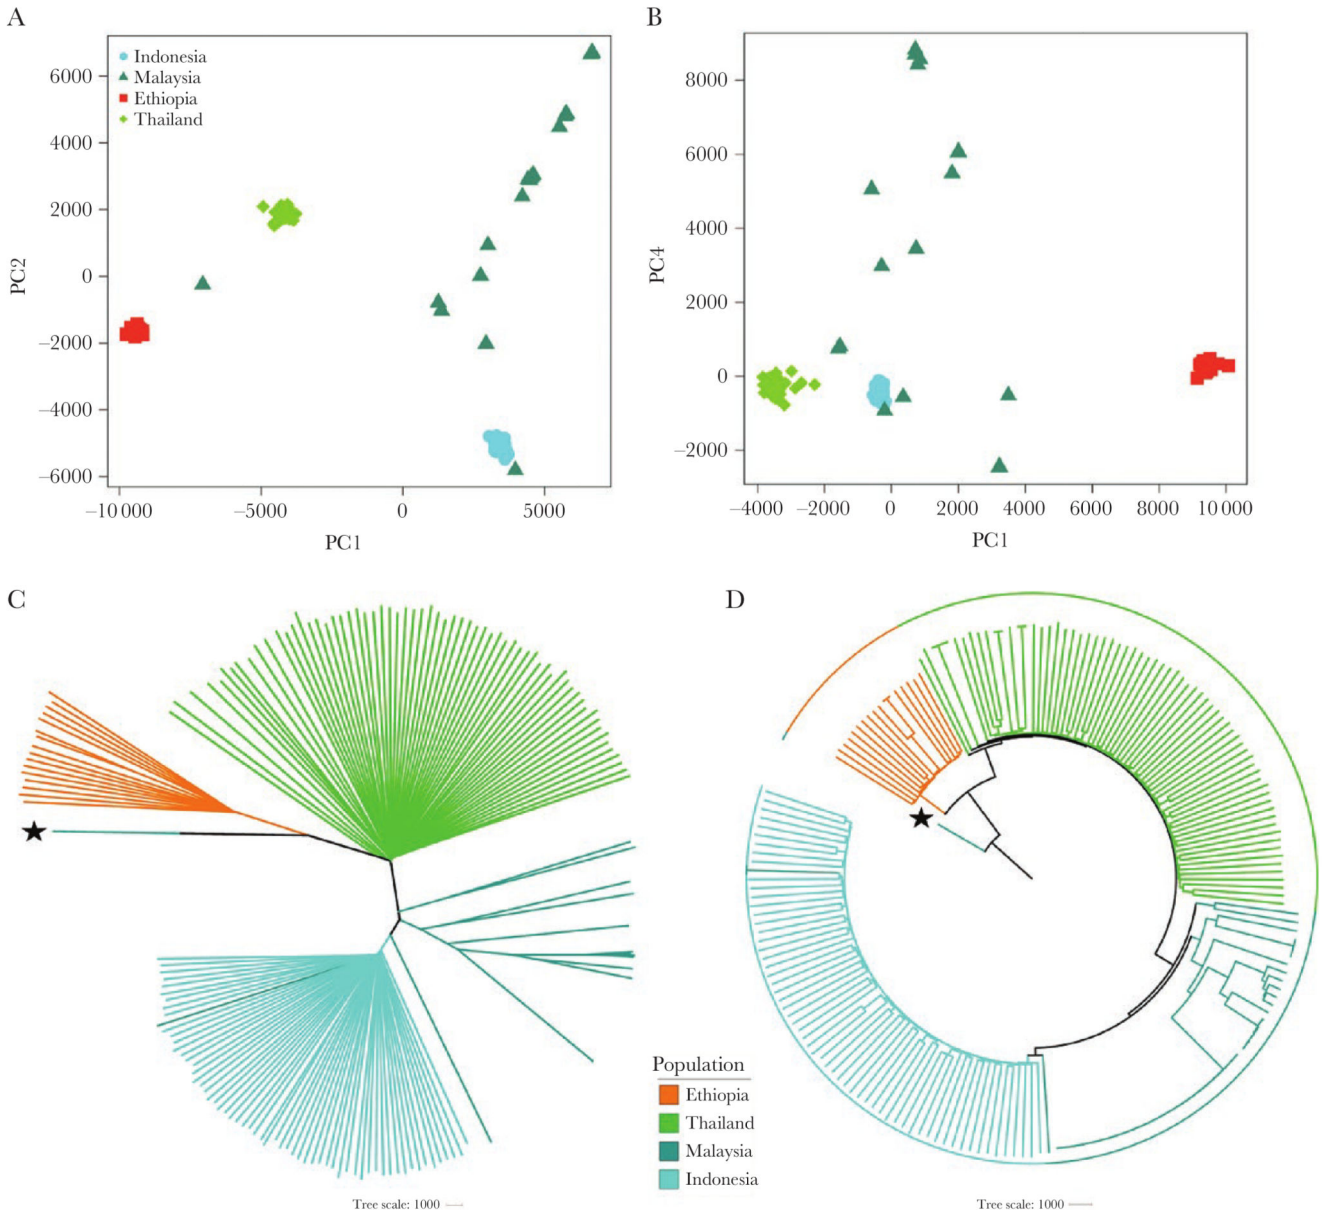 A
Indonesia
Malaysia
Ethiopia
Thailand
6000
4000
2000
0
–2000
–4000
–6000
PC2
–10 000
–5000
0
5000
PC1
B
8000
6000
4000
2000
0
–2000
PC4
–4000
–2000
0
2000
4000
6000
8000
10 000
PC1
C
D
Population
Ethiopia
Thailand
Malaysia
Indonesia
Tree scale: 1000
Tree scale: 1000